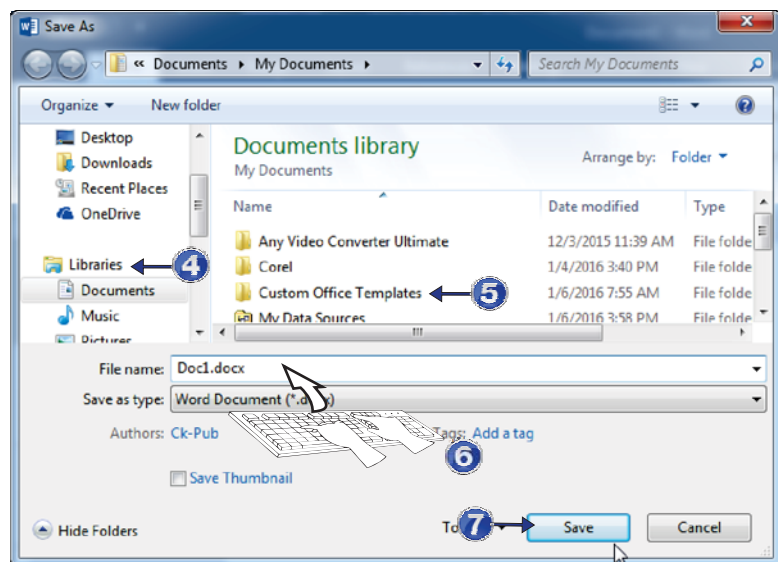 Save As
« Documents ▸ My Documents ▸
Search My Documents
Organize ▾ New folder
Desktop
Downloads
Recent Places
OneDrive
Libraries 4
Documents
Music
Pictures
Documents library
My Documents
Arrange by: Folder ▾
Name Date modified Type
Any Video Converter Ultimate 12/3/2015 11:39 AM File folde
Corel 1/4/2016 3:40 PM File folde
Custom Office Templates 5 1/6/2016 7:55 AM File folde
My Data Sources 1/6/2016 3:58 PM File folde
File name: Doc1.docx
Save as type: Word Document
Authors: Ck-Pub Tags: Add a tag
6
Save Thumbnail
Hide Folders
7 Save Cancel